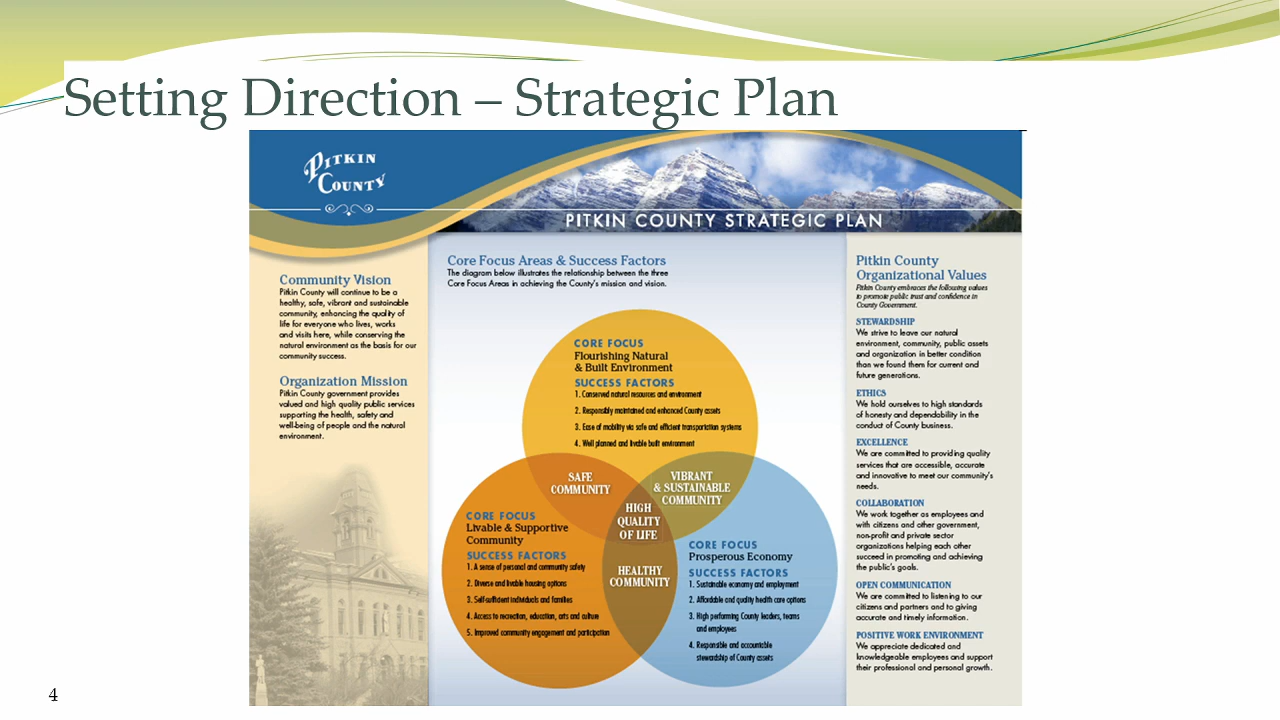 Setting Direction – Strategic Plan
PITKIN
COUNTY
PITKIN COUNTY STRATEGIC PLAN
Community Vision
Pitkin County will continue to be a
healthy, safe, vibrant and sustainable
community, enhancing the quality of
life for everyone who lives, works
and visits here, while conserving the
natural environment as the basis for our
community success.
Organization Mission
Pitkin County government provides
valued and high quality public services
supporting the health, safety and
well-being of people and the natural
environment.
Core Focus Areas & Success Factors
The diagram below illustrates the relationship between the three
Core Focus Areas in achieving the County's mission and vision.
CORE FOCUS
Flourishing Natural
& Built Environment
SUCCESS FACTORS
1. Conserved natural resources and environment
2. Responsibly maintained and enhanced County assets
3. Ease of mobility via safe and efficient transportation systems
4. Well planned and livable built environment
SAFE
COMMUNITY
VIBRANT
& SUSTAINABLE
COMMUNITY
HIGH
QUALITY
OF LIFE
HEALTHY
COMMUNITY
CORE FOCUS
Livable & Supportive
Community
SUCCESS FACTORS
1. A sense of personal and community safety
2. Diverse and livable housing options
3. Self-sufficient individuals and families
4. Access to recreation, education, arts and culture
5. Improved community engagement and participation
CORE FOCUS
Prosperous Economy
SUCCESS FACTORS
1. Sustainable economy and employment
2. Affordable and quality health care options
3. High performing County leaders, teams
and employees
4. Responsible and accountable
stewardship of County assets
Pitkin County
Organizational Values
Pitkin County embraces the following values
to promote public trust and confidence in
County Government.
STEWARDSHIP
We strive to leave our natural
environment, community, public assets
and organization in better condition
than we found them for current and
future generations.
ETHICS
We hold ourselves to high standards
of honesty and dependability in the
conduct of County business.
EXCELLENCE
We are committed to providing quality
services that are accessible, accurate
and innovative to meet our community's
needs.
COLLABORATION
We work together as employees and
with citizens and other government,
non-profit and private sector
organizations helping each other
succeed in promoting and achieving
the public's goals.
OPEN COMMUNICATION
We are committed to listening to our
citizens and partners and to giving
accurate and timely information.
POSITIVE WORK ENVIRONMENT
We appreciate dedicated and
knowledgeable employees and support
their professional and personal growth.
4